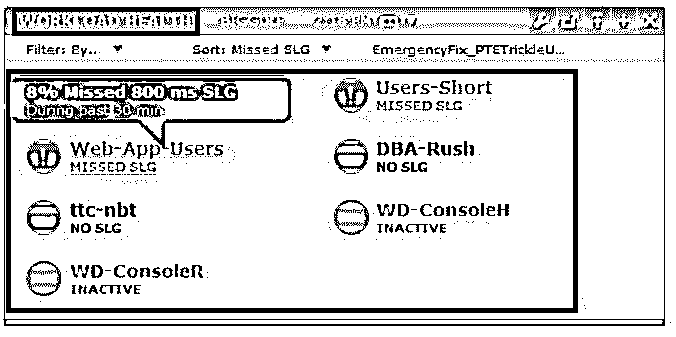 WORKLOAD HEALTH
Filter: By... ▼ Sort: Missed SLG ▼ EmergencyFix_PTETrickleU...
8% Missed 800 ms SLG
During past 30 min
Users-Short
MISSED SLG
Web-App-Users
MISSED SLG
DBA-Rush
NO SLG
ttc-nbt
NO SLG
WD-ConsoleH
INACTIVE
WD-ConsoleR
INACTIVE